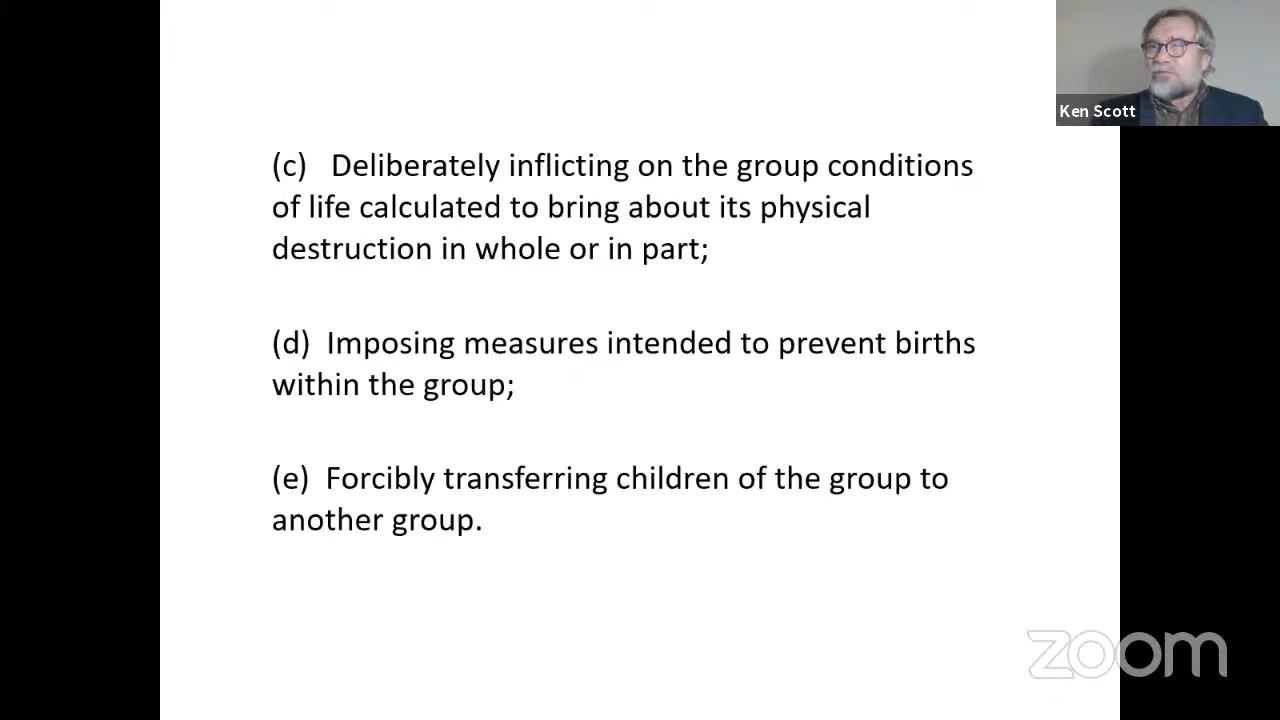 Ken Scott
(c) Deliberately inflicting on the group conditions
of life calculated to bring about its physical
destruction in whole or in part;
(d) Imposing measures intended to prevent births
within the group;
(e) Forcibly transferring children of the group to
another group.
zoom